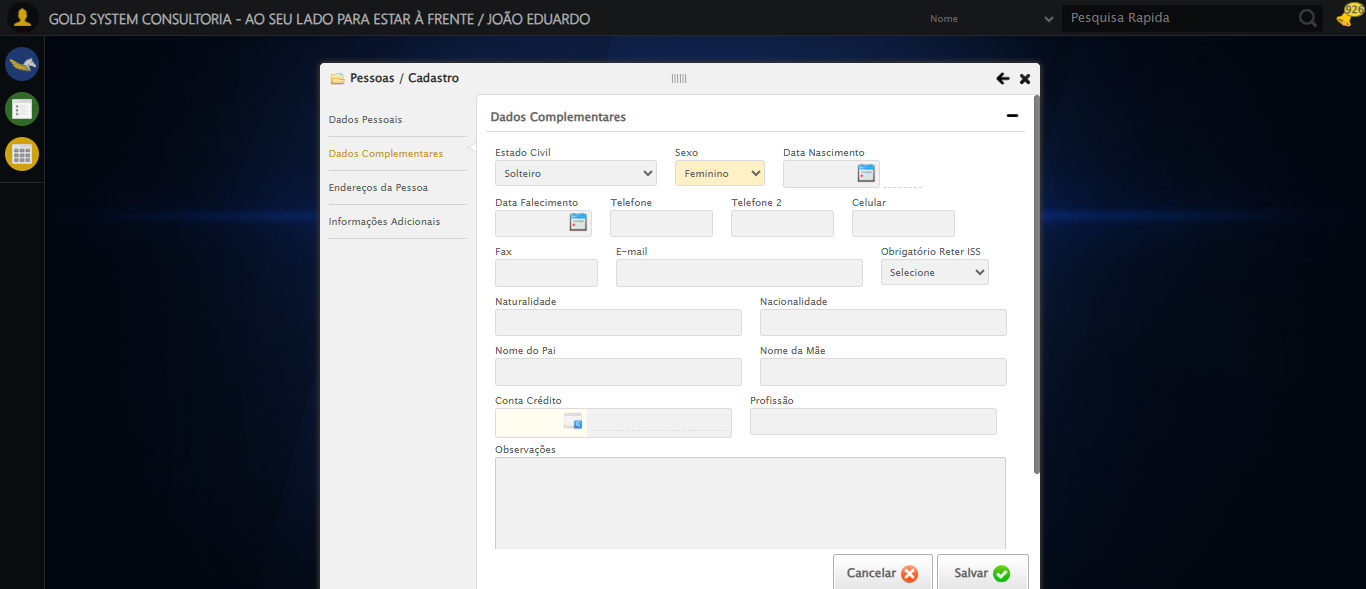 GOLD SYSTEM CONSULTORIA - AO SEU LADO PARA ESTAR À FRENTE / JOÃO EDUARDO
Nome
Pesquisa Rapida
926
Pessoas / Cadastro
Dados Pessoais
Dados Complementares
Endereços da Pessoa
Informações Adicionais
Dados Complementares
Estado Civil Sexo Data Nascimento
Solteiro Feminino
Data Falecimento Telefone Telefone 2 Celular
Fax E-mail Obrigatório Reter ISS
Selecione
Naturalidade Nacionalidade
Nome do Pai Nome da Mãe
Conta Crédito Profissão
Observações
Cancelar Salvar